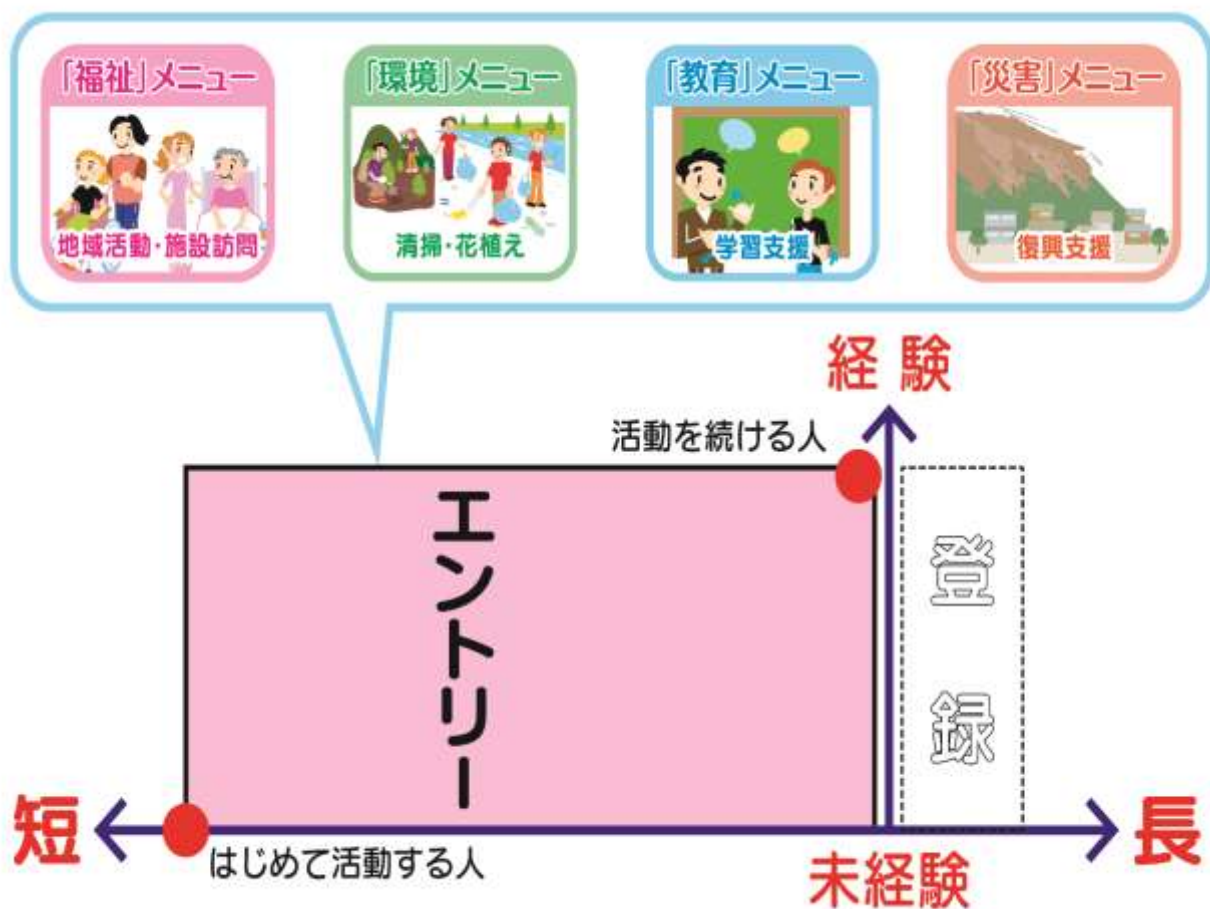 「福祉」メニュー
地域活動・施設訪問
「環境」メニュー
清掃・花植え
「教育」メニュー
学習支援
「災害」メニュー
復興支援
経験
活動を続ける人
エントリー
登録
短
長
はじめて活動する人
未経験